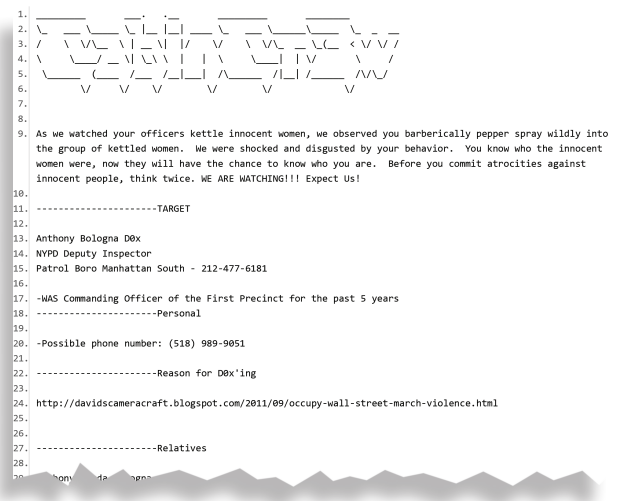 1.
2.
3. CabinCr3w
4.
5.
6.
7.
8.
9. As we watched your officers kettle innocent women, we observed you barberically pepper spray wildly into
the group of kettled women. We were shocked and disgusted by your behavior. You know who the innocent
women were, now they will have the chance to know who you are. Before you commit atrocities against
innocent people, think twice. WE ARE WATCHING!!! Expect Us!
10.
11. ----------------------TARGET
12.
13. Anthony Bologna D0x
14. NYPD Deputy Inspector
15. Patrol Boro Manhattan South - 212-477-6181
16.
17. -WAS Commanding Officer of the First Precinct for the past 5 years
18. ----------------------Personal
19.
20. -Possible phone number: (518) 989-9051
21.
22. ----------------------Reason for D0x'ing
23.
24. http://davidscameracraft.blogspot.com/2011/09/occupy-wall-street-march-violence.html
25.
26.
27. ----------------------Relatives
28.